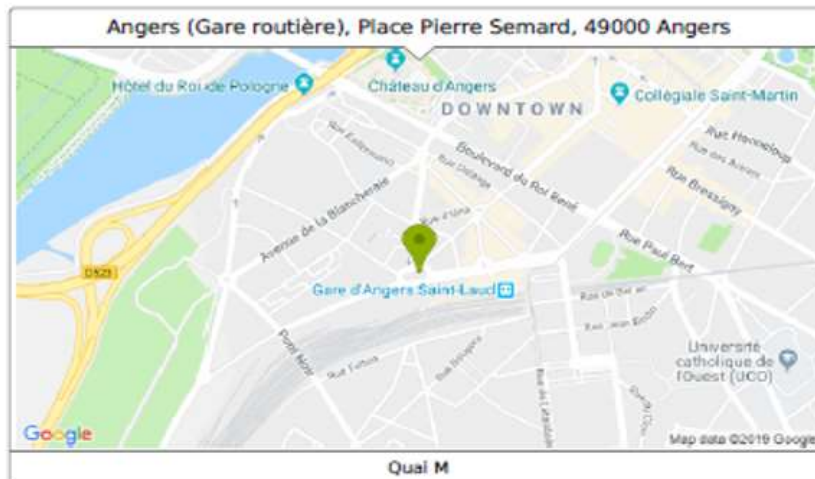 Angers (Gare routière), Place Pierre Semard, 49000 Angers
Hôtel du Roi de Pologne
Château d'Angers
DOWNTOWN
Collégiale Saint-Martin
Rue Hanneloup
Boulevard du Roi René
Rue Delaage
Rue Bressigny
Avenue de la Blancheraie
Rue Paul Bert
D523
Gare d'Angers Saint-Laud
Pont Noir
Université
catholique de
l'Ouest (UCO)
Google
Map data ©2019 Google
Quai M